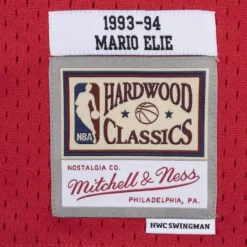 1993-94
MARIO ELIE
HARDWOOD
NBA
CLASSICS
NOSTALGIA CO.
Mitchell & Ness
PHILADELPHIA, PA.
HWC SWINGMAN